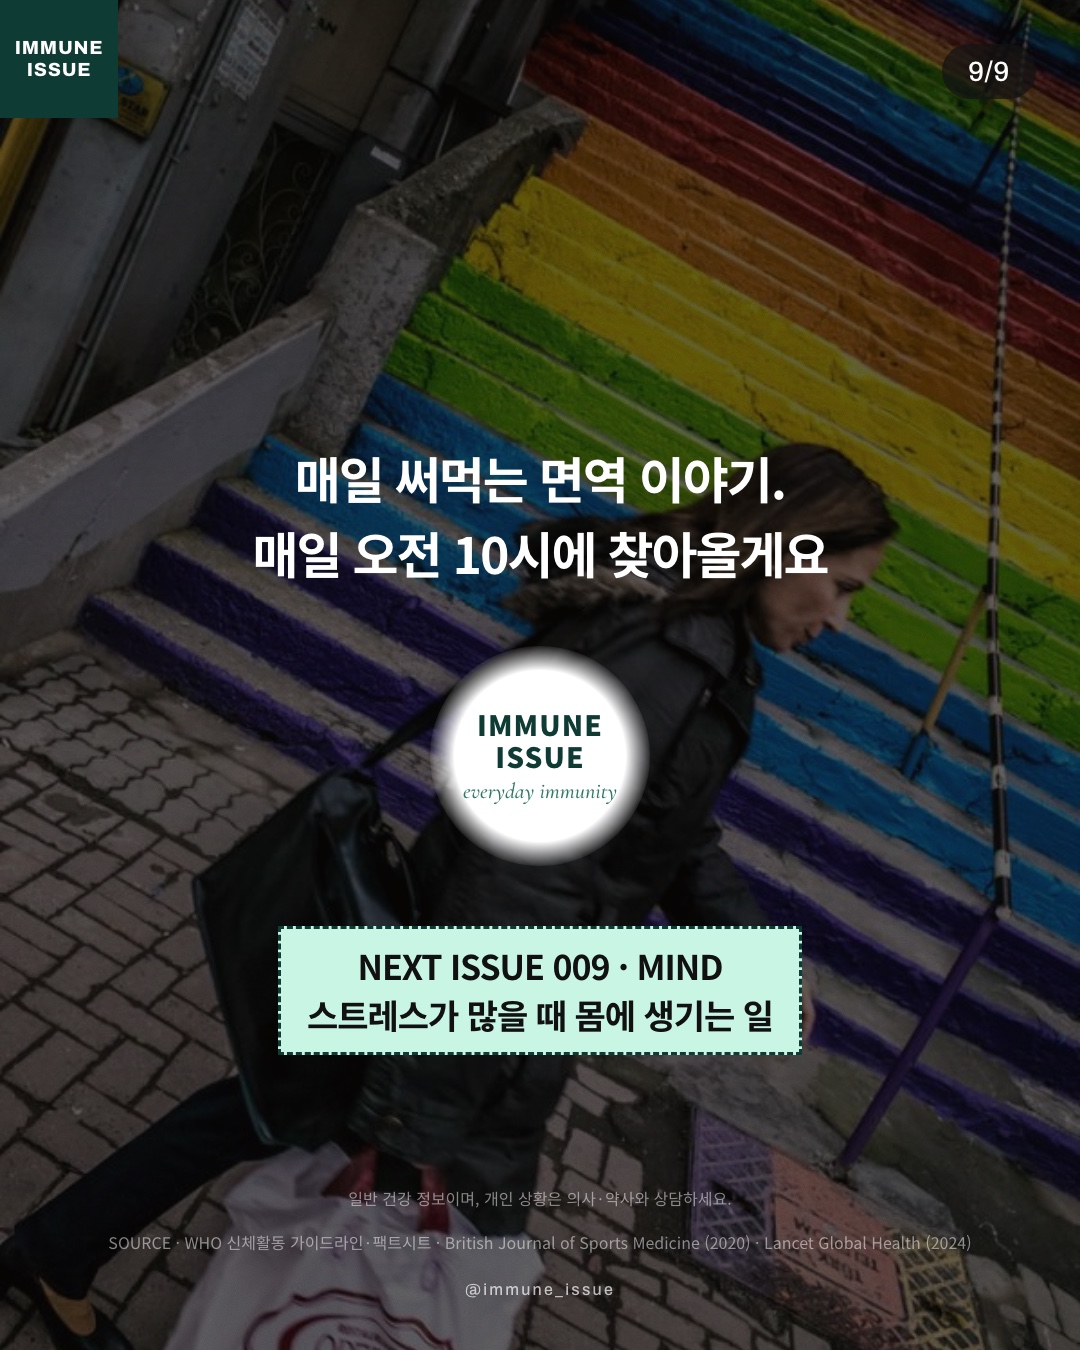 IMMUNE
ISSUE
9/9
매일 써먹는 면역 이야기.
매일 오전 10시에 찾아올게요
IMMUNE
ISSUE
everyday immunity
NEXT ISSUE 009 · MIND
스트레스가 많을 때 몸에 생기는 일
일반 건강 정보이며, 개인 상황은 의사·약사와 상담하세요.
SOURCE · WHO 신체활동 가이드라인·팩트시트 · British Journal of Sports Medicine (2020) · Lancet Global Health (2024)
@immune_issue